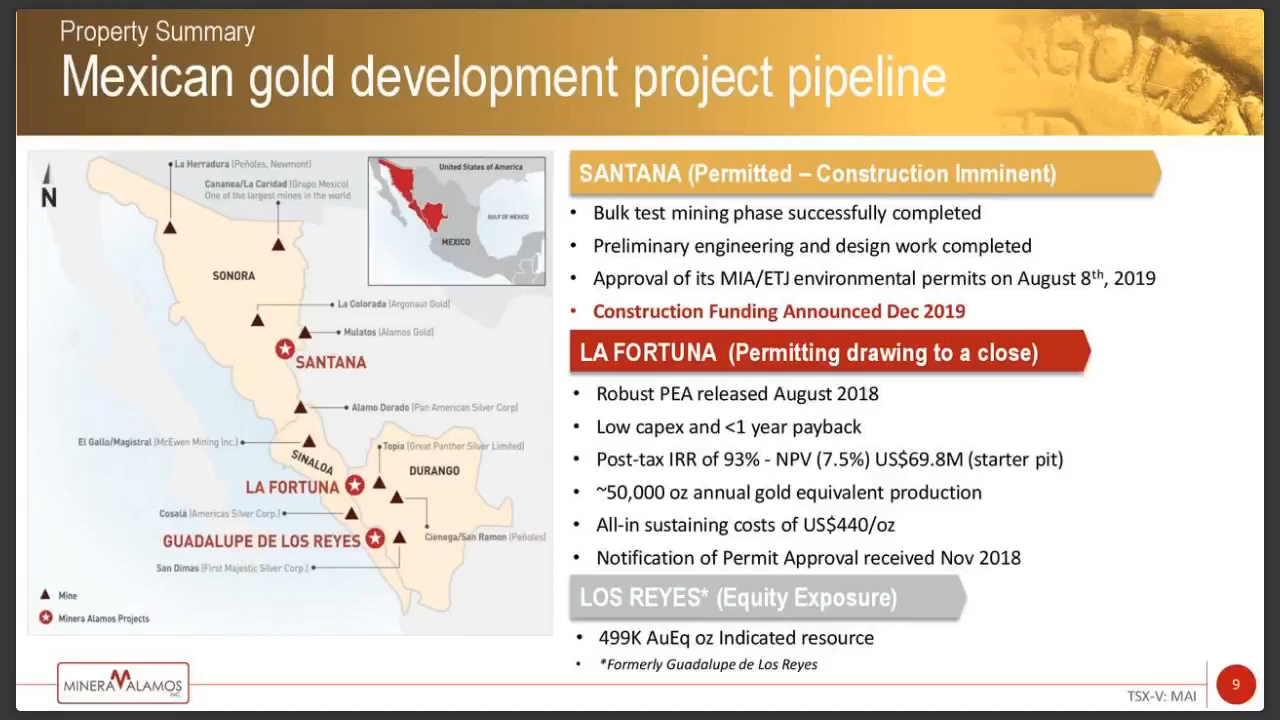 Property Summary
Mexican gold development project pipeline
GOLD
N
La Herradura (Peñoles, Newmont)
Cananea/La Caridad (Grupo Mexico)
One of the largest mines in the world
United States of America
GULF OF MEXICO
MEXICO
SONORA
La Colorada (Argonaut Gold)
Mulatos (Alamos Gold)
SANTANA
Alamo Dorado (Pan American Silver Corp)
El Gallo/Magistral (McEwen Mining Inc.)
Topia (Great Panther Silver Limited)
SINALOA
DURANGO
LA FORTUNA
Cosalá (Americas Silver Corp.)
Cienega/San Ramon (Peñoles)
GUADALUPE DE LOS REYES
San Dimas (First Majestic Silver Corp.)
Mine
Minera Alamos Projects
SANTANA (Permitted – Construction Imminent)
• Bulk test mining phase successfully completed
• Preliminary engineering and design work completed
• Approval of its MIA/ETJ environmental permits on August 8th, 2019
• Construction Funding Announced Dec 2019
LA FORTUNA (Permitting drawing to a close)
• Robust PEA released August 2018
• Low capex and <1 year payback
• Post-tax IRR of 93% - NPV (7.5%) US$69.8M (starter pit)
• ~50,000 oz annual gold equivalent production
• All-in sustaining costs of US$440/oz
• Notification of Permit Approval received Nov 2018
LOS REYES* (Equity Exposure)
• 499K AuEq oz Indicated resource
• *Formerly Guadalupe de Los Reyes
MINERA ALAMOS INC.
TSX-V: MAI
9